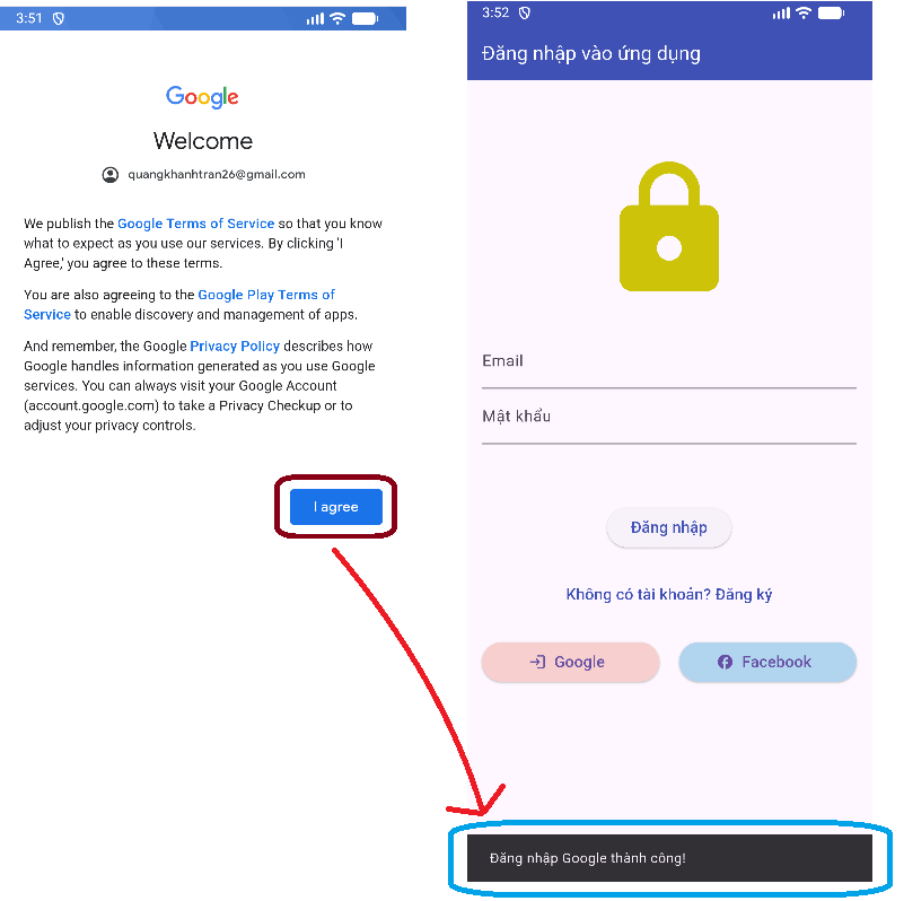 3:51
Google
Welcome
quangkhanhtran26@gmail.com
We publish the Google Terms of Service so that you know
what to expect as you use our services. By clicking 'I
Agree,' you agree to these terms.
You are also agreeing to the Google Play Terms of
Service to enable discovery and management of apps.
And remember, the Google Privacy Policy describes how
Google handles information generated as you use Google
services. You can always visit your Google Account
(account.google.com) to take a Privacy Checkup or to
adjust your privacy controls.
I agree
3:52
Đăng nhập vào ứng dụng
Email
Mật khẩu
Đăng nhập
Không có tài khoản? Đăng ký
Google
Facebook
Đăng nhập Google thành công!